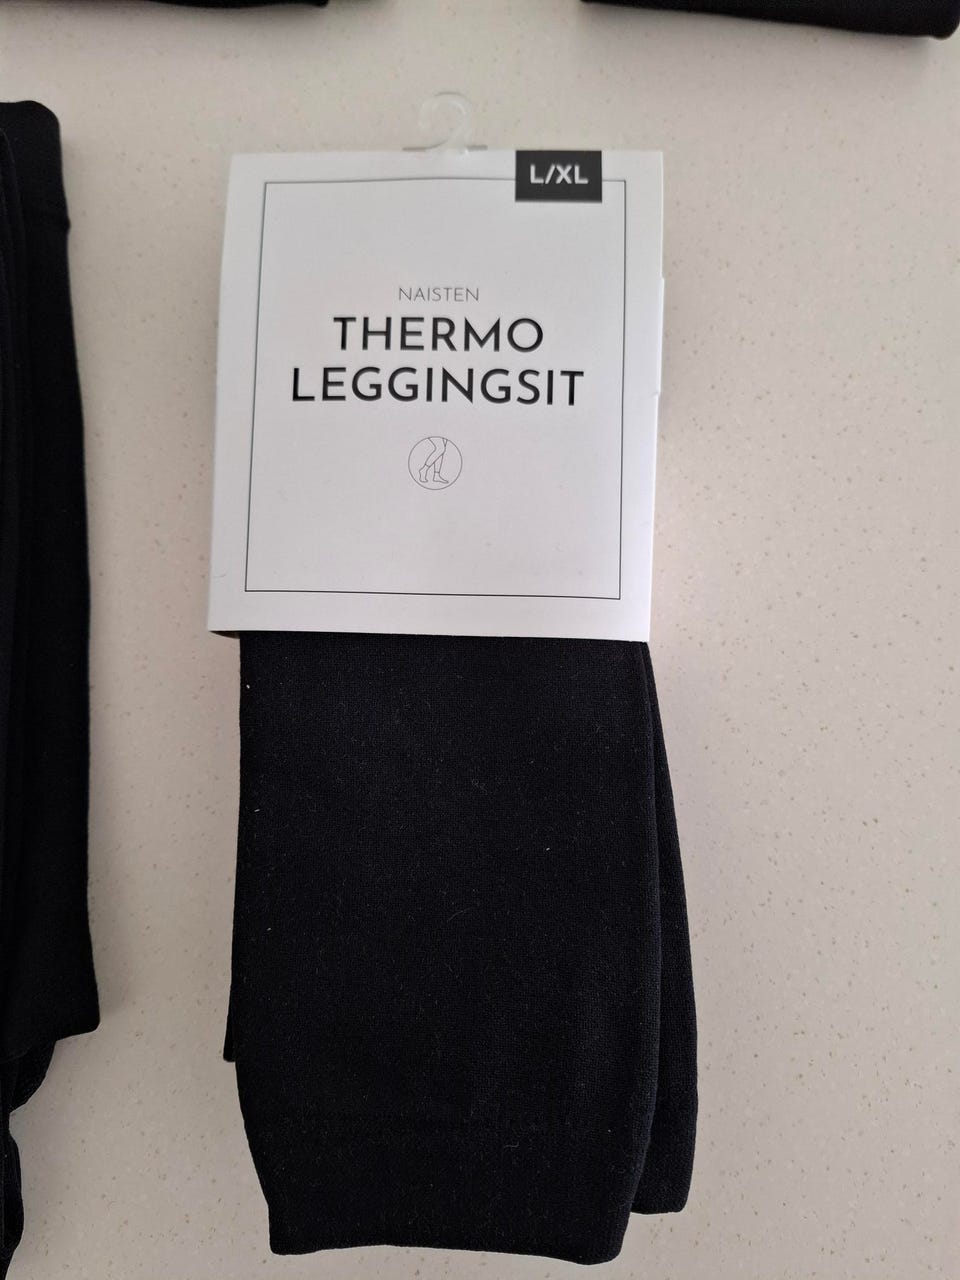 L/XL
NAISTEN
THERMO
LEGGINGSIT